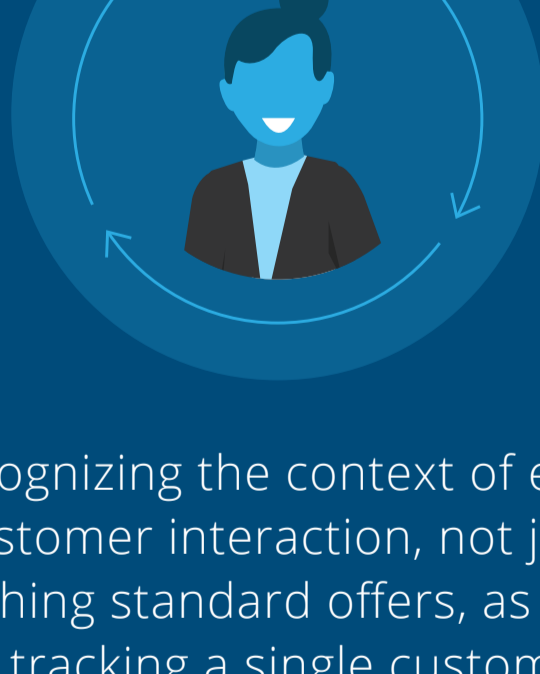 ognizing the context of e
stomer interaction, not j
hing standard offers, as
tracking a single custom